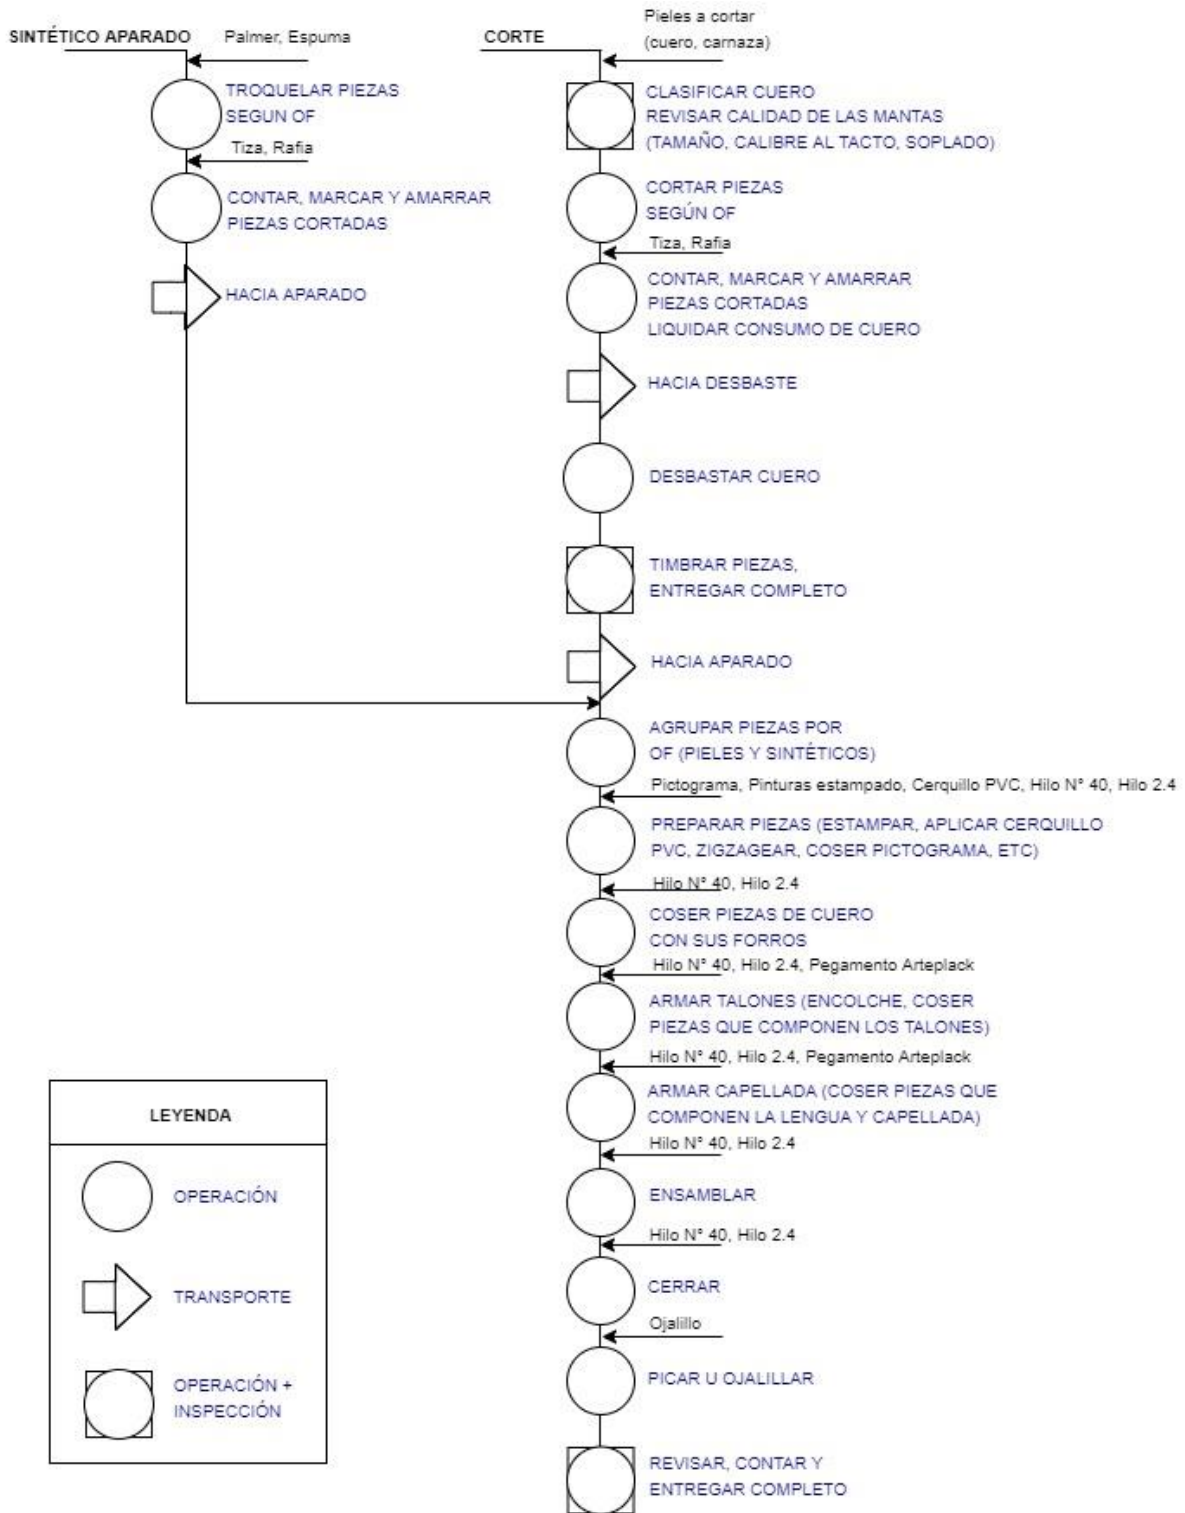 SINTÉTICO APARADO
Palmer, Espuma
TROQUELAR PIEZAS
SEGUN OF
Tiza, Rafia
CONTAR, MARCAR Y AMARRAR
PIEZAS CORTADAS
HACIA APARADO
CORTE
Pieles a cortar
(cuero, carnaza)
CLASIFICAR CUERO
REVISAR CALIDAD DE LAS MANTAS
(TAMAÑO, CALIBRE AL TACTO, SOPLADO)
CORTAR PIEZAS
SEGÚN OF
Tiza, Rafia
CONTAR, MARCAR Y AMARRAR
PIEZAS CORTADAS
LIQUIDAR CONSUMO DE CUERO
HACIA DESBASTE
DESBASTAR CUERO
TIMBRAR PIEZAS,
ENTREGAR COMPLETO
HACIA APARADO
AGRUPAR PIEZAS POR
OF (PIELES Y SINTÉTICOS)
Pictograma, Pinturas estampado, Cerquillo PVC, Hilo N° 40, Hilo 2.4
PREPARAR PIEZAS (ESTAMPAR, APLICAR CERQUILLO
PVC, ZIGZAGEAR, COSER PICTOGRAMA, ETC)
Hilo N° 40, Hilo 2.4
COSER PIEZAS DE CUERO
CON SUS FORROS
Hilo N° 40, Hilo 2.4, Pegamento Arteplack
ARMAR TALONES (ENCOLCHE, COSER
PIEZAS QUE COMPONEN LOS TALONES)
Hilo N° 40, Hilo 2.4, Pegamento Arteplack
ARMAR CAPELLADA (COSER PIEZAS QUE
COMPONEN LA LENGUA Y CAPELLADA)
Hilo N° 40, Hilo 2.4
ENSAMBLAR
Hilo N° 40, Hilo 2.4
CERRAR
Ojalillo
PICAR U OJALILLAR
REVISAR, CONTAR Y
ENTREGAR COMPLETO
LEYENDA
OPERACIÓN
TRANSPORTE
OPERACIÓN +
INSPECCIÓN